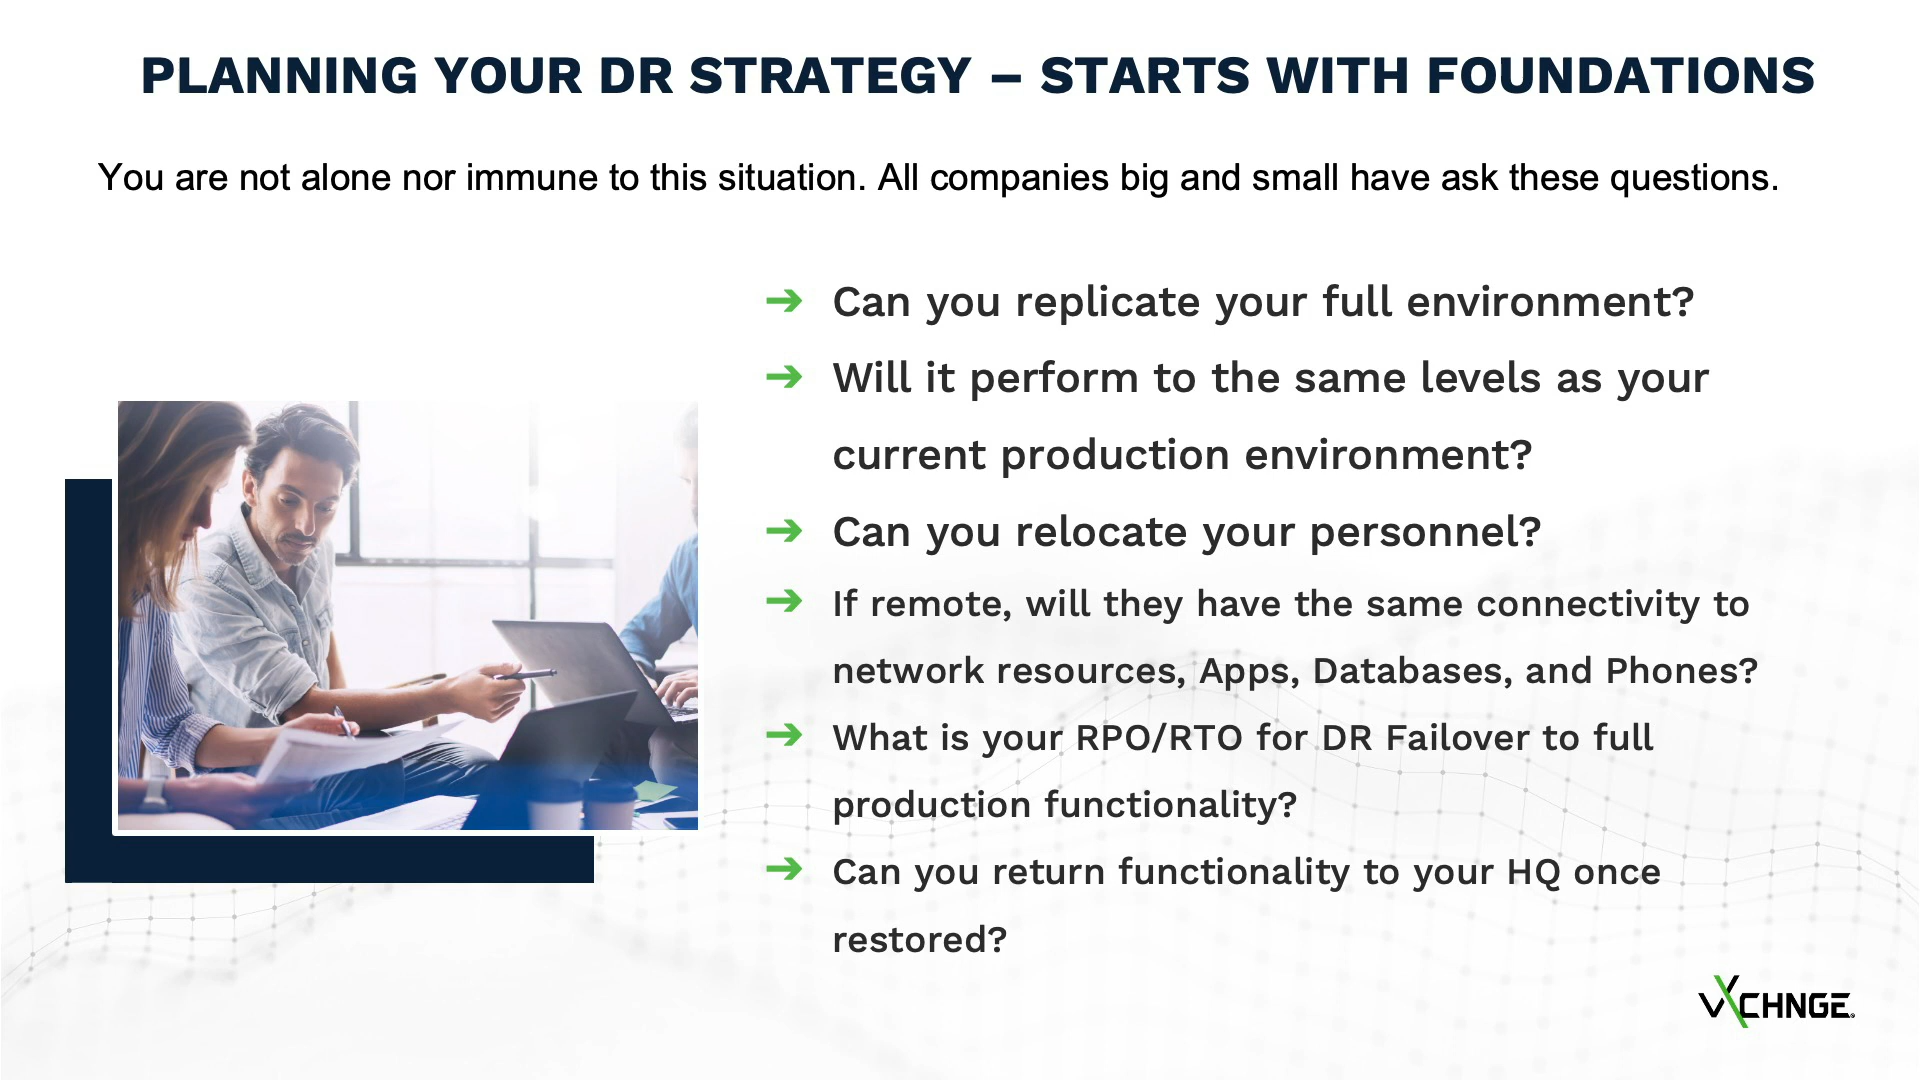 PLANNING YOUR DR STRATEGY – STARTS WITH FOUNDATIONS
You are not alone nor immune to this situation. All companies big and small have ask these questions.
➔ Can you replicate your full environment?
➔ Will it perform to the same levels as your
current production environment?
➔ Can you relocate your personnel?
➔ If remote, will they have the same connectivity to
network resources, Apps, Databases, and Phones?
➔ What is your RPO/RTO for DR Failover to full
production functionality?
➔ Can you return functionality to your HQ once
restored?
VXCHNGE®